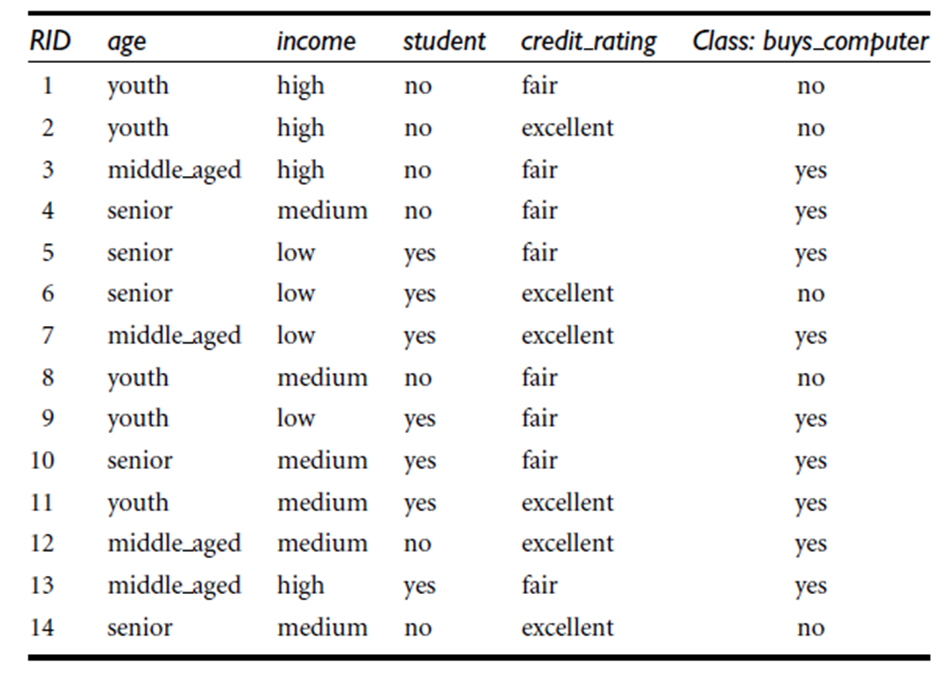 RID age income student credit_rating Class: buys_computer
1 youth high no fair no
2 youth high no excellent no
3 middle_aged high no fair yes
4 senior medium no fair yes
5 senior low yes fair yes
6 senior low yes excellent no
7 middle_aged low yes excellent yes
8 youth medium no fair no
9 youth low yes fair yes
10 senior medium yes fair yes
11 youth medium yes excellent yes
12 middle_aged medium no excellent yes
13 middle_aged high yes fair yes
14 senior medium no excellent no